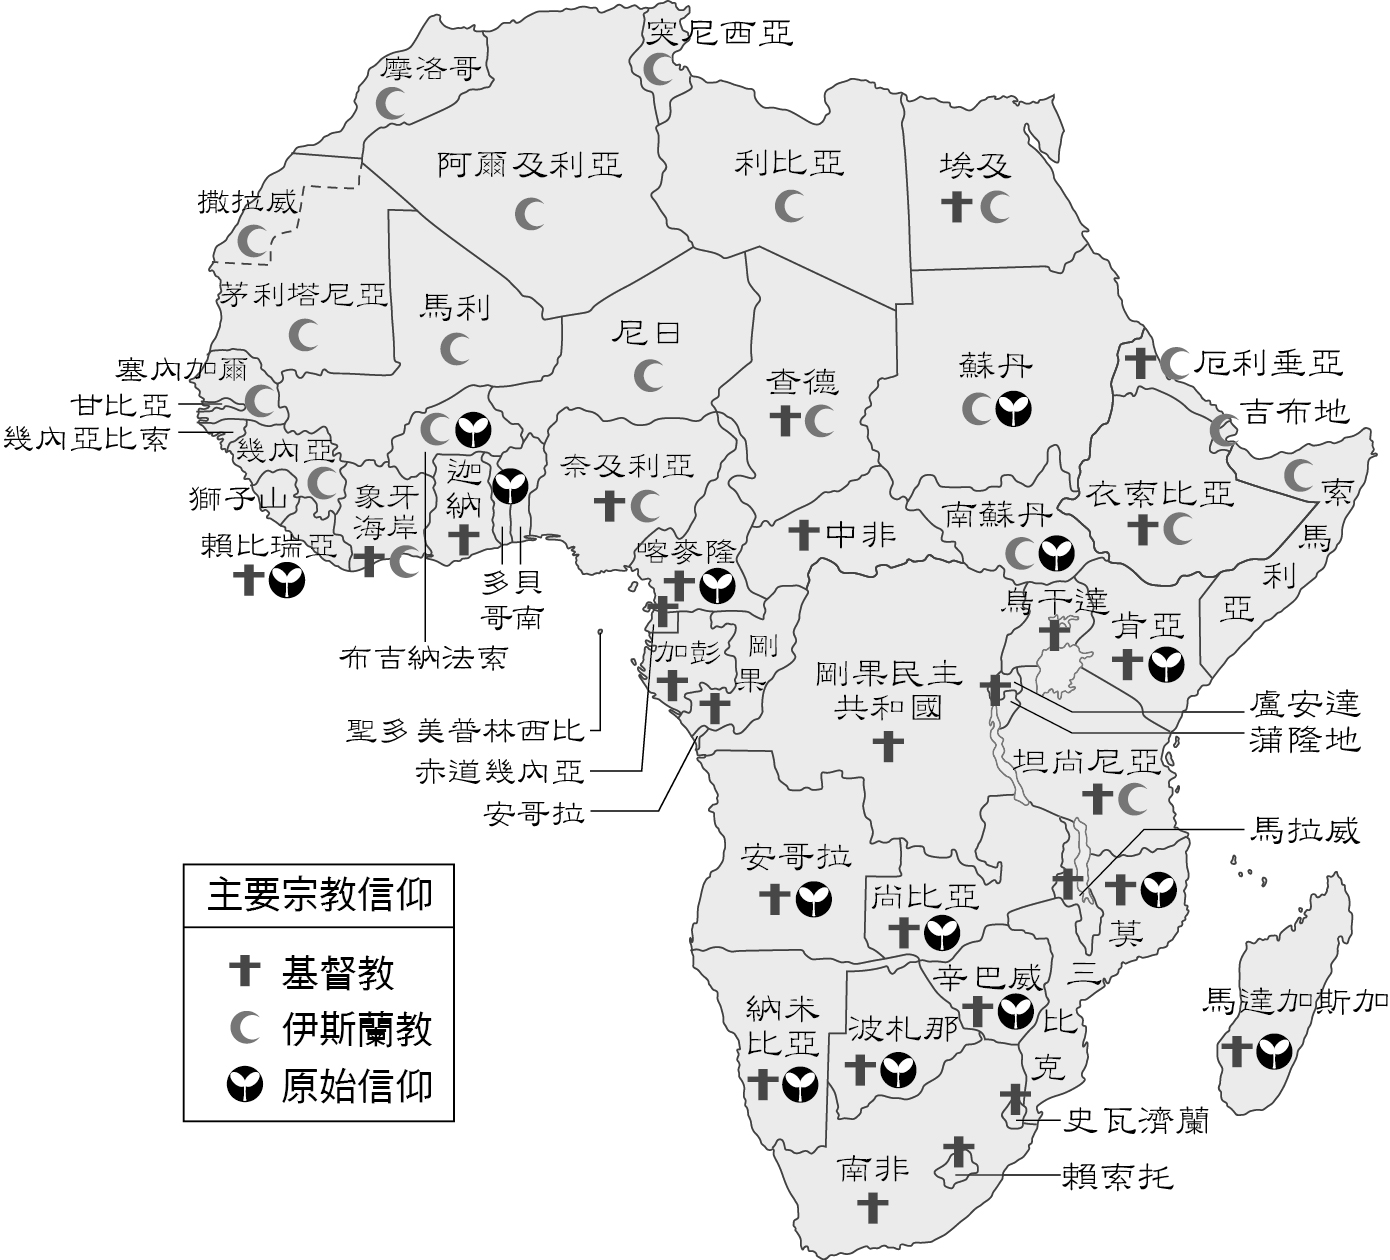 突尼西亞
摩洛哥
阿爾及利亞
利比亞
埃及
撒拉威
茅利塔尼亞
馬利
尼日
查德
蘇丹
厄利垂亞
塞內加爾
甘比亞
吉布地
幾內亞比索
幾內亞
迦
納
奈及利亞
衣索比亞
索
馬
利
亞
獅子山
象牙
海岸
南蘇丹
中非
賴比瑞亞
喀麥隆
多
哥
貝
南
烏干達
肯亞
布吉納法索
加彭
剛
果
剛果民主
共和國
盧安達
蒲隆地
聖多美普林西比
赤道幾內亞
安哥拉
坦尚尼亞
馬拉威
安哥拉
尚比亞
莫
三
比
克
辛巴威
馬達加斯加
納米
比亞
波札那
史瓦濟蘭
賴索托
南非
主要宗教信仰
基督教
伊斯蘭教
原始信仰